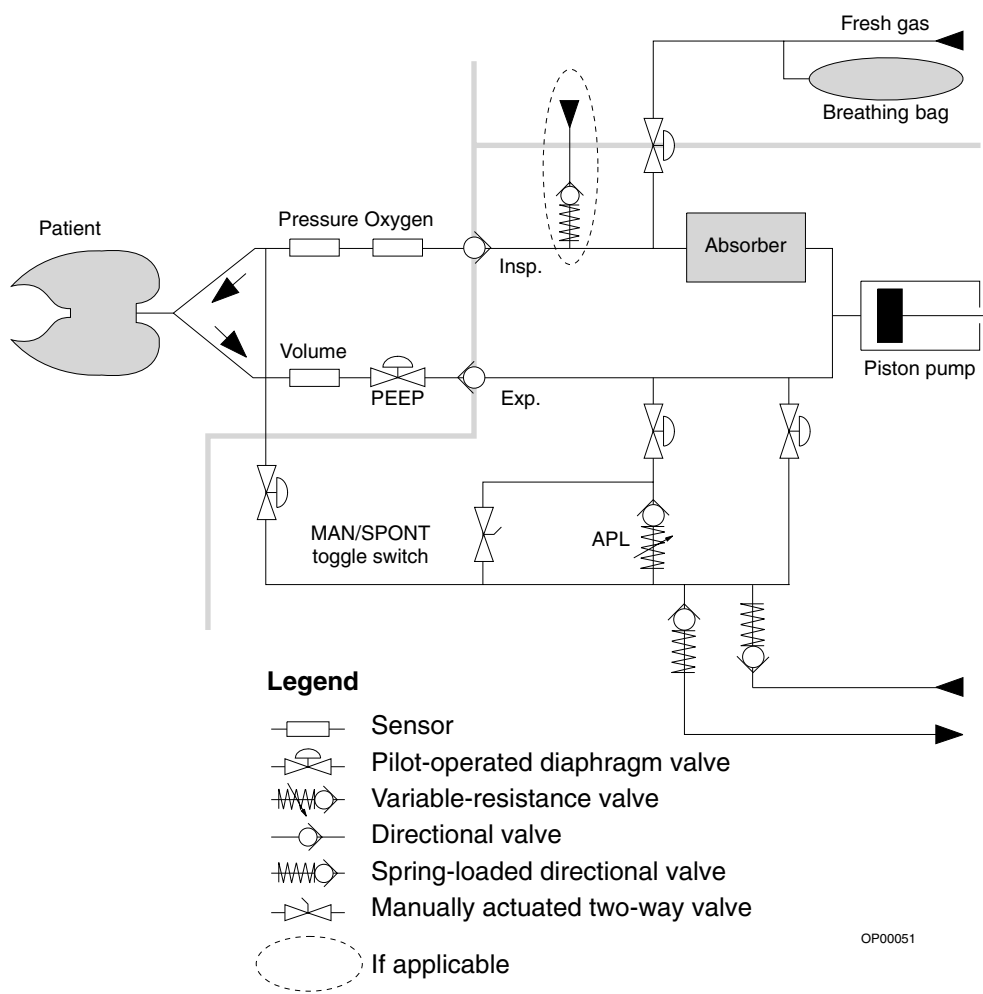 Fresh gas
Breathing bag
Patient
Pressure Oxygen
Insp.
Absorber
Volume
PEEP
Exp.
Piston pump
MAN/SPONT
toggle switch
APL
Legend
Sensor
Pilot-operated diaphragm valve
Variable-resistance valve
Directional valve
Spring-loaded directional valve
Manually actuated two-way valve
If applicable
OP00051